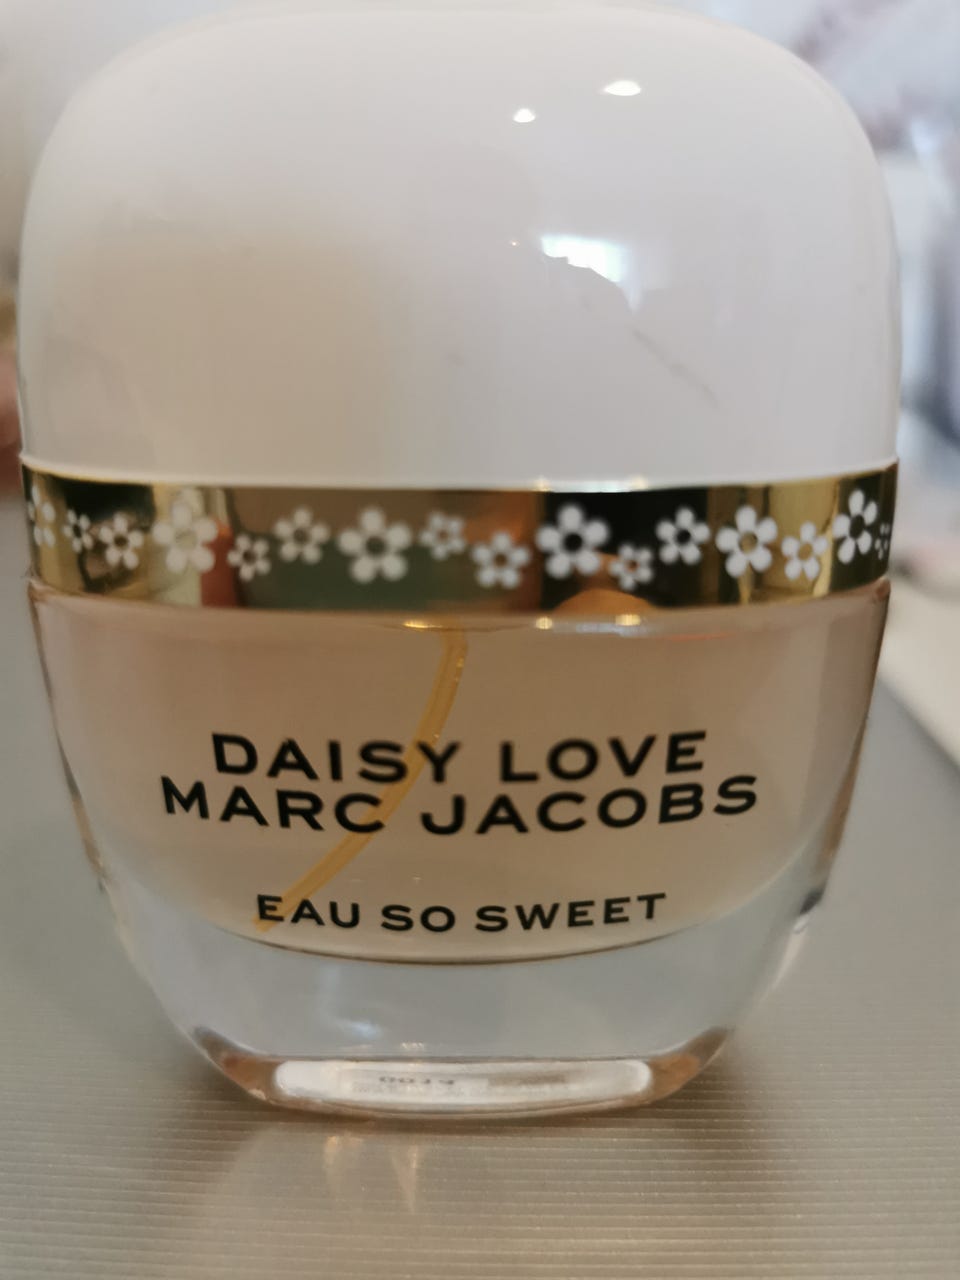 DAISY LOVE
MARC JACOBS
EAU SO SWEET